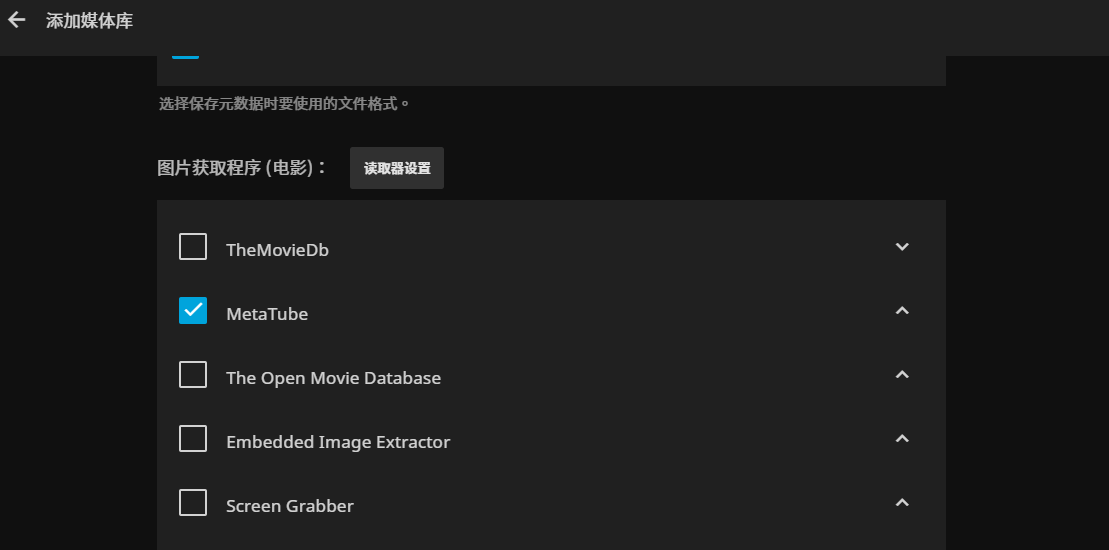 添加媒体库
选择保存元数据时要使用的文件格式。
图片获取程序 (电影)： 读取器设置
TheMovieDb
MetaTube
The Open Movie Database
Embedded Image Extractor
Screen Grabber